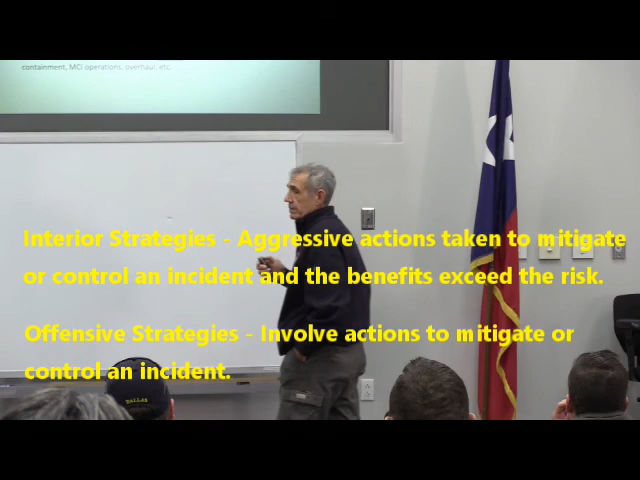 containment, MCI operations, overhaul, etc.
Interior Strategies - Aggressive actions taken to mitigate
or control an incident and the benefits exceed the risk.
Offensive Strategies - Involve actions to mitigate or
control an incident.
DALLAS